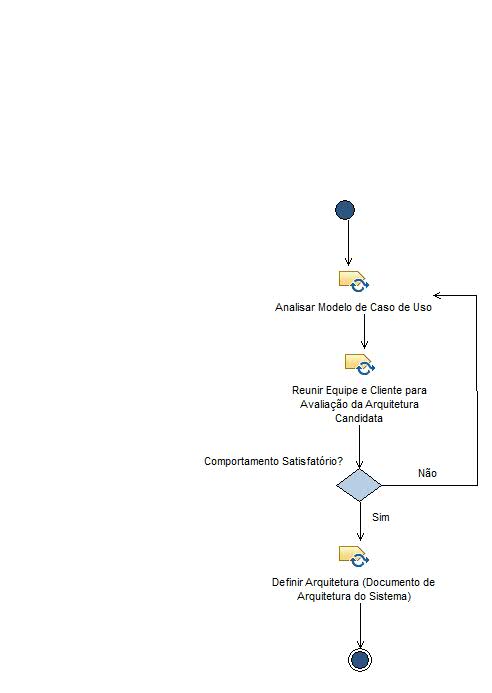 Analisar Modelo de Caso de Uso
Reunir Equipe e Cliente para
Avaliação da Arquitetura
Candidata
Comportamento Satisfatório?
Não
Sim
Definir Arquitetura (Documento de
Arquitetura do Sistema)